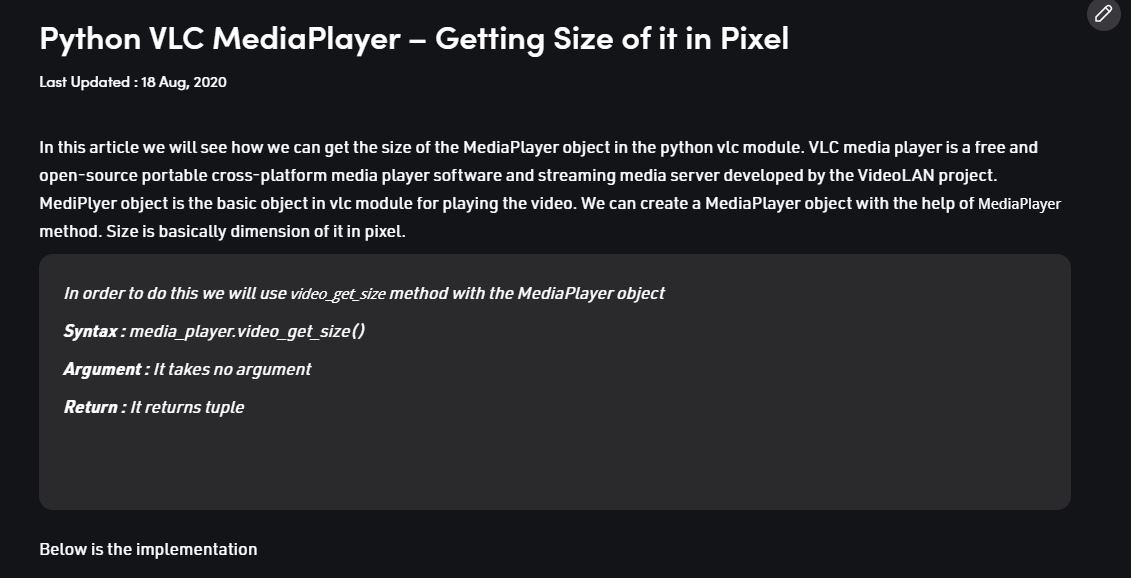 Python VLC MediaPlayer – Getting Size of it in Pixel
Last Updated : 18 Aug, 2020
In this article we will see how we can get the size of the MediaPlayer object in the python vlc module. VLC media player is a free and
open-source portable cross-platform media player software and streaming media server developed by the VideoLAN project.
MediPlyer object is the basic object in vlc module for playing the video. We can create a MediaPlayer object with the help of MediaPlayer
method. Size is basically dimension of it in pixel.
In order to do this we will use video_get_size method with the MediaPlayer object
Syntax : media_player.video_get_size()
Argument : It takes no argument
Return : It returns tuple
Below is the implementation